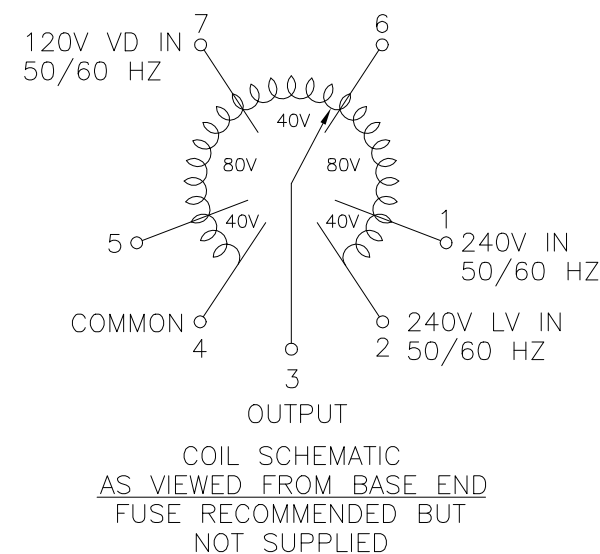 7
6
120V VD IN
50/60 HZ
40V
80V
80V
40V
40V
1
5
240V IN
50/60 HZ
COMMON
4
240V LV IN
2
50/60 HZ
3
OUTPUT
COIL SCHEMATIC
AS VIEWED FROM BASE END
FUSE RECOMMENDED BUT
NOT SUPPLIED